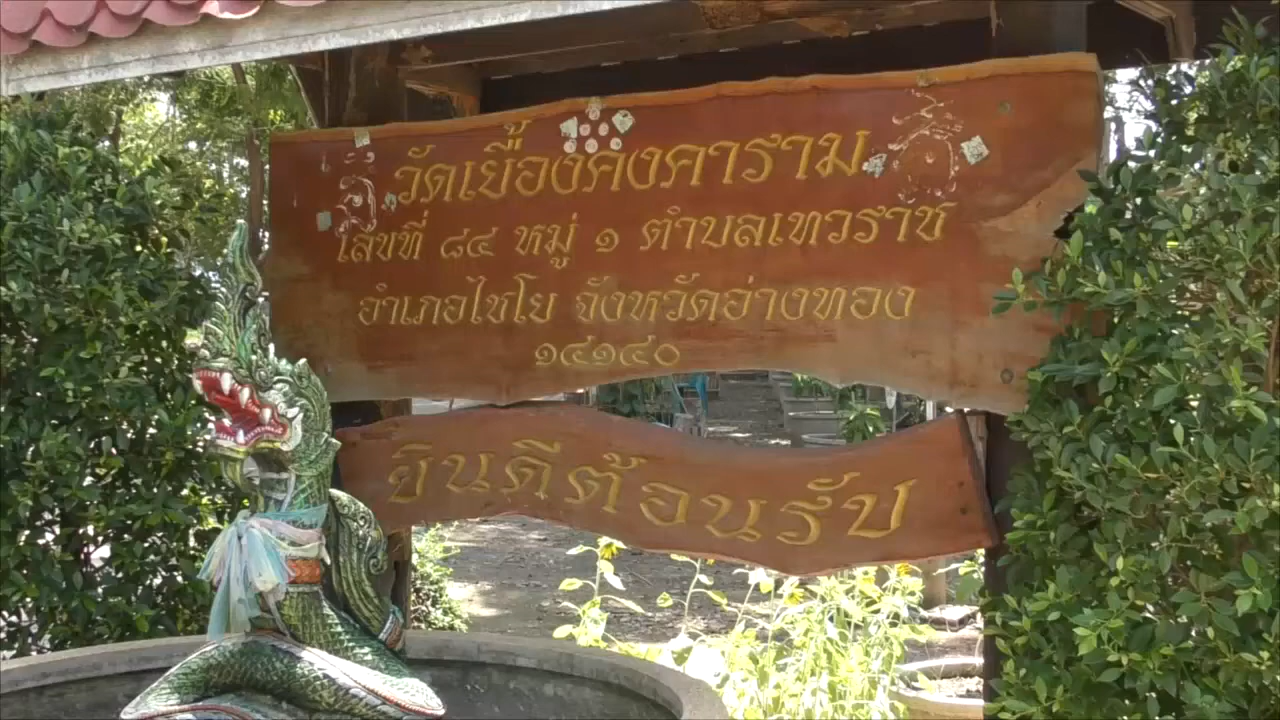 วัดเยื้องคงคาราม
เลขที่ ๘๔ หมู่ ๑ ตำบลเทวราช
อำเภอไชโย จังหวัดอ่างทอง
๑๔๑๔๐
ยินดีต้อนรับ